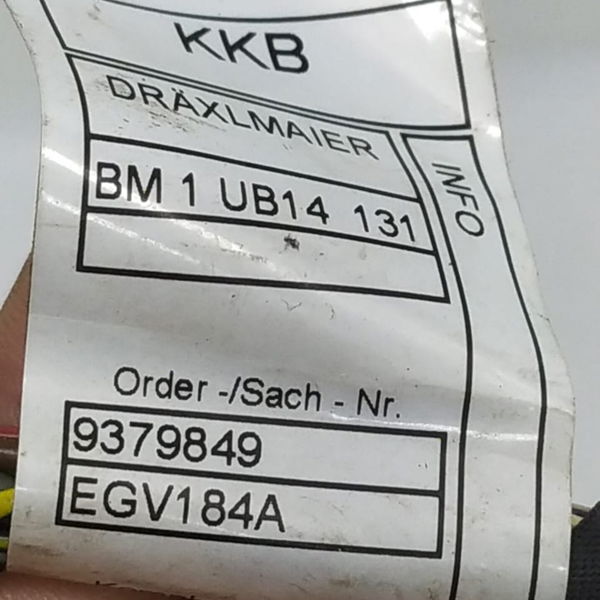 KKB
DRÄXLMAIER
INFO
BM 1 UB14 131
Order -/Sach - Nr.
9379849
EGV184A